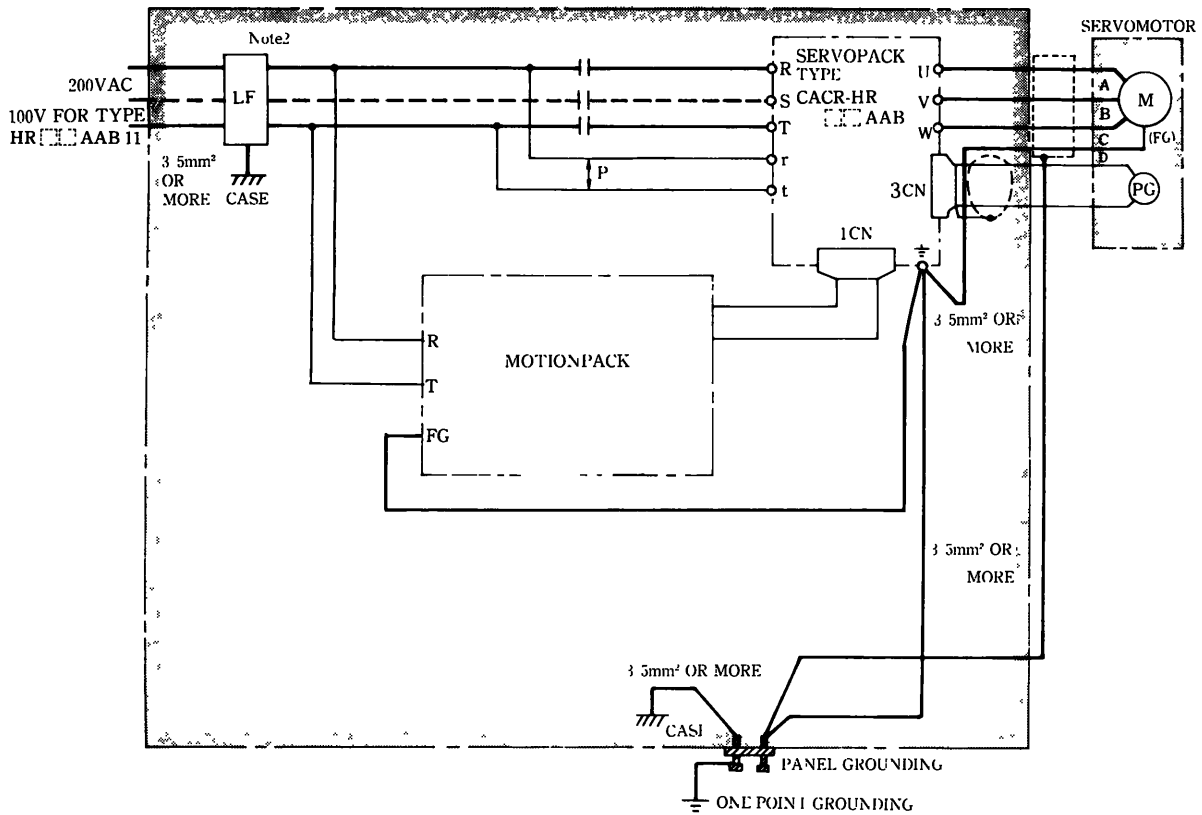 SERVOMOTOR
Note2
200VAC
100V FOR TYPE
HR AAB 11
LF
3 5mm²
OR
MORE
CASE
P
R
S
T
r
t
SERVOPACK
TYPE
CACR-HR
AAB
U
V
W
3CN
1CN
A
B
C
D
M
(FG)
PG
3 5mm² OR
MORE
R
T
FG
MOTIONPACK
3 5mm² OR
MORE
3 5mm² OR MORE
CASE
PANEL GROUNDING
ONE POINT GROUNDING